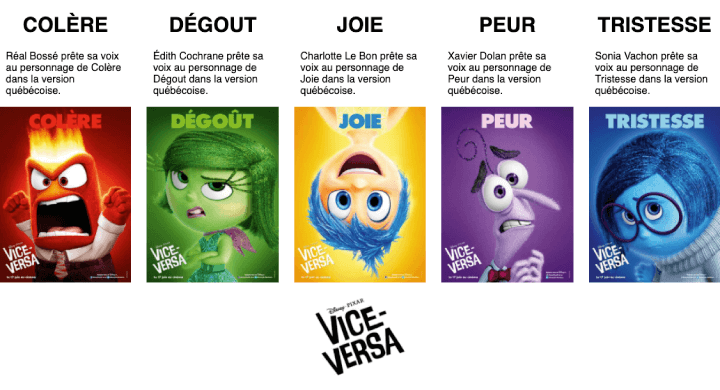 COLÈRE
Réal Bossé prête sa voix
au personnage de Colère
dans la version
québécoise.
DÉGOUT
Édith Cochrane prête sa
voix au personnage de
Dégout dans la version
québécoise.
JOIE
Charlotte Le Bon prête sa
voix au personnage de
Joie dans la version
québécoise.
PEUR
Xavier Dolan prête sa
voix au personnage de
Peur dans la version
québécoise.
TRISTESSE
Sonia Vachon prête sa
voix au personnage de
Tristesse dans la version
québécoise.
COLÈRE
VICE-
VERSA
DÉGOÛT
VICE-
VERSA
JOIE
VICE-
VERSA
PEUR
VICE-
VERSA
TRISTESSE
VICE-
VERSA
Disney PIXAR
VICE-
VERSA